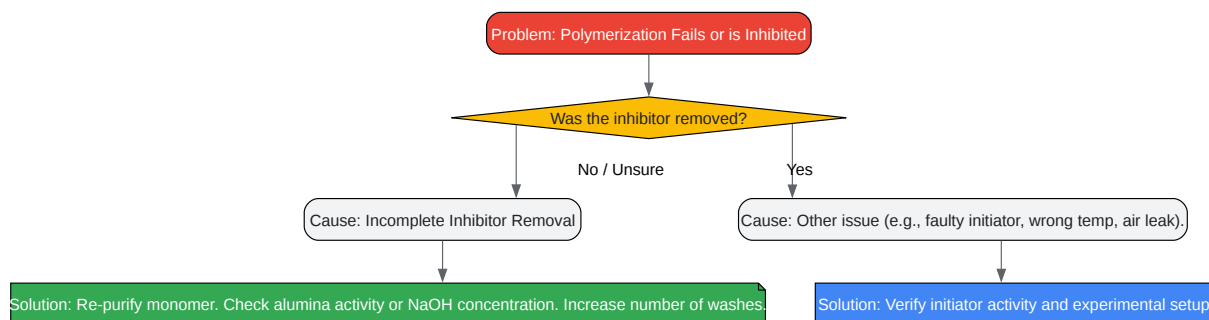 Problem: Polymerization Fails or is Inhibited
Was the inhibitor removed?
No / Unsure
Yes
Cause: Incomplete Inhibitor Removal
Cause: Other issue (e.g., faulty initiator, wrong temp, air leak).
Solution: Re-purify monomer. Check alumina activity or NaOH concentration. Increase number of washes.
Solution: Verify initiator activity and experimental setup